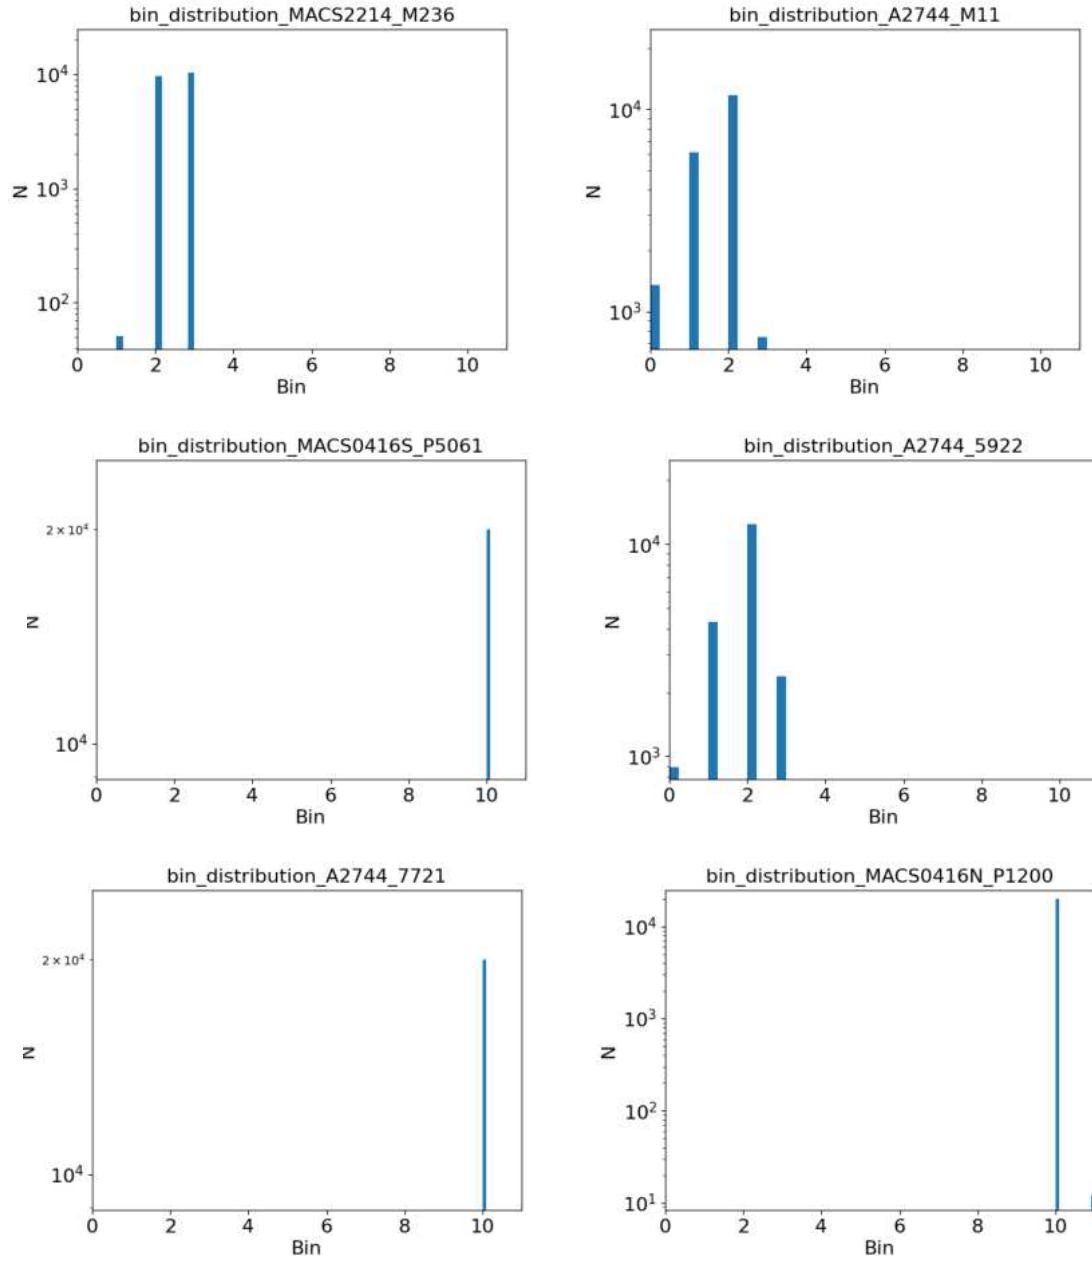 bin_distribution_MACS2214_M236
10⁴
10³
10²
N
0 2 4 6 8 10
Bin
bin_distribution_A2744_M11
10⁴
10³
N
0 2 4 6 8 10
Bin
bin_distribution_MACS0416S_P5061
2 × 10⁴
10⁴
N
0 2 4 6 8 10
Bin
bin_distribution_A2744_5922
10⁴
10³
N
0 2 4 6 8 10
Bin
bin_distribution_A2744_7721
2 × 10⁴
10⁴
N
0 2 4 6 8 10
Bin
bin_distribution_MACS0416N_P1200
10⁴
10³
10²
10¹
N
0 2 4 6 8 10
Bin